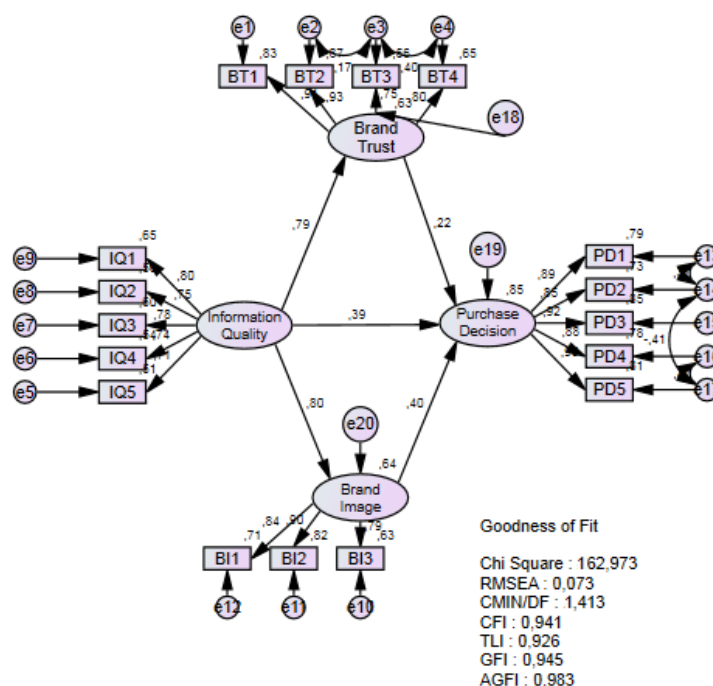 e1 e2 e3 e4
,83 ,65
BT1 BT2 BT3 BT4
,17 ,40
,93 ,75 ,63 ,80
e18
Brand
Trust
,79 ,22
e19
,79
PD1
,85 ,89
e9 IQ1 ,65
,80
PD2 ,73
e8 IQ2
,75
PD3
e7 IQ3 ,78
Information
Quality
,39
Purchase
Decision
,88 ,78 -,41
PD4
e6 IQ4
PD5
e5 IQ5
,80 ,40
e20
,64
Brand
Image
,71 ,84 ,90 ,82 ,79 ,63
BI1 BI2 BI3
e12 e11 e10
Goodness of Fit
Chi Square : 162,973
RMSEA : 0,073
CMIN/DF : 1,413
CFI : 0,941
TLI : 0,926
GFI : 0,945
AGFI : 0,983